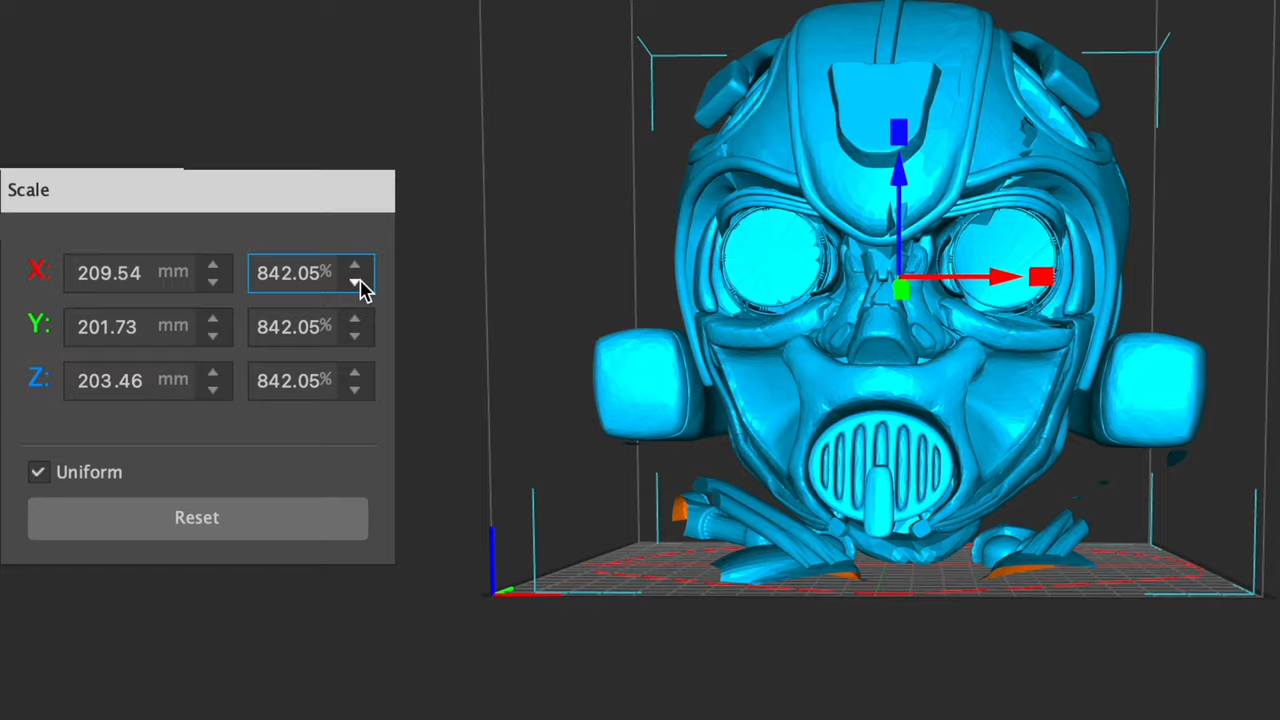 Scale
X: 209.54 mm 842.05%
Y: 201.73 mm 842.05%
Z: 203.46 mm 842.05%
Uniform
Reset